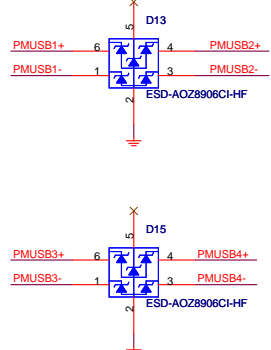 D13
5
PMUSB1+ 6 4 PMUSB2+
PMUSB1- 1 3 PMUSB2-
2 ESD-AOZ8906CI-HF
D15
5
PMUSB3+ 6 4 PMUSB4+
PMUSB3- 1 3 PMUSB4-
2 ESD-AOZ8906CI-HF